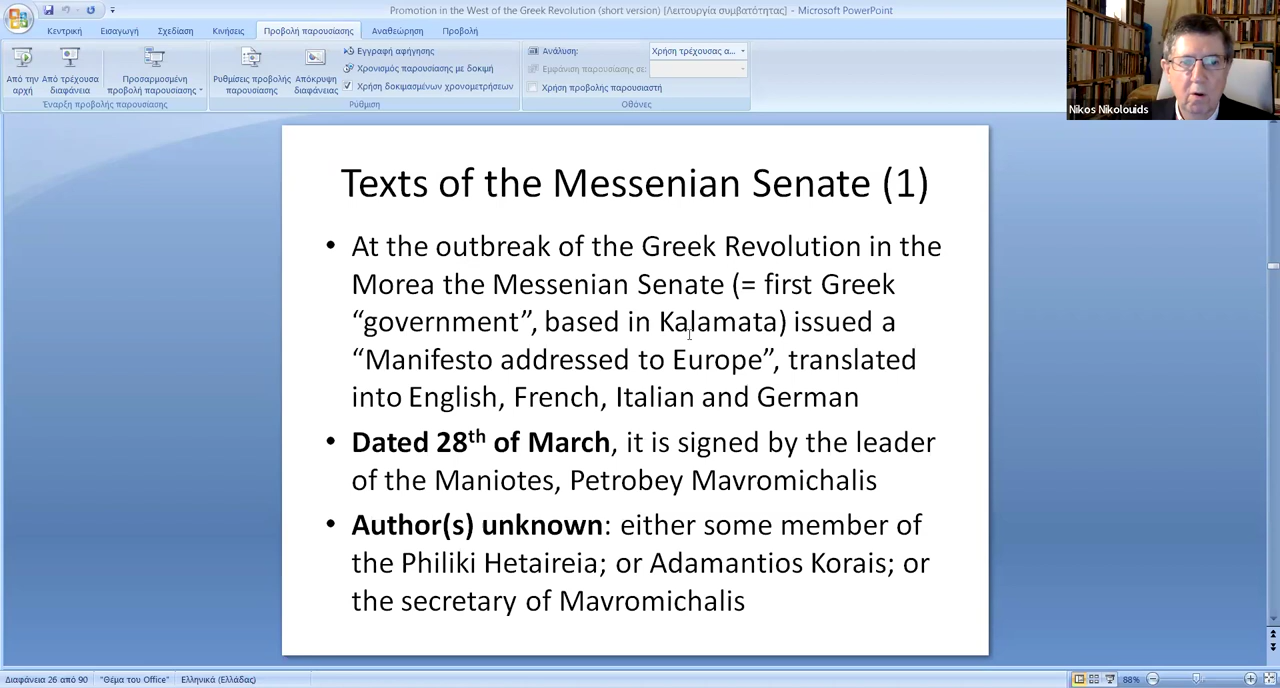 Promotion in the West of the Greek Revolution (short version) [Λειτουργία συμβατότητας] - Microsoft PowerPoint
Κεντρική Εισαγωγή Σχεδίαση Κινήσεις Προβολή παρουσίασης Αναθεώρηση Προβολή
Από την αρχή
Από τρέχουσα διαφάνεια
Προσαρμοσμένη προβολή παρουσίασης
Έναρξη προβολής παρουσίασης
Ρυθμίσεις προβολής παρουσίασης
Απόκρυψη διαφάνειας
Εγγραφή αφήγησης
Χρονισμός παρουσίασης με δοκιμή
Χρήση δοκιμασμένων χρονομετρήσεων
Ρύθμιση
Ανάλυση: Χρήση τρέχουσας α...
Εμφάνιση παρουσίασης σε:
Χρήση προβολής παρουσιαστή
Οθόνες
Nikos Nikolouids
Texts of the Messenian Senate (1)
• At the outbreak of the Greek Revolution in the
Morea the Messenian Senate (= first Greek
“government”, based in Kalamata) issued a
“Manifesto addressed to Europe”, translated
into English, French, Italian and German
• Dated 28th of March, it is signed by the leader
of the Maniotes, Petrobey Mavromichalis
• Author(s) unknown: either some member of
the Philiki Hetaireia; or Adamantios Korais; or
the secretary of Mavromichalis
Διαφάνεια 26 από 90 "Θέμα του Office" Ελληνικά (Ελλάδας) 88%